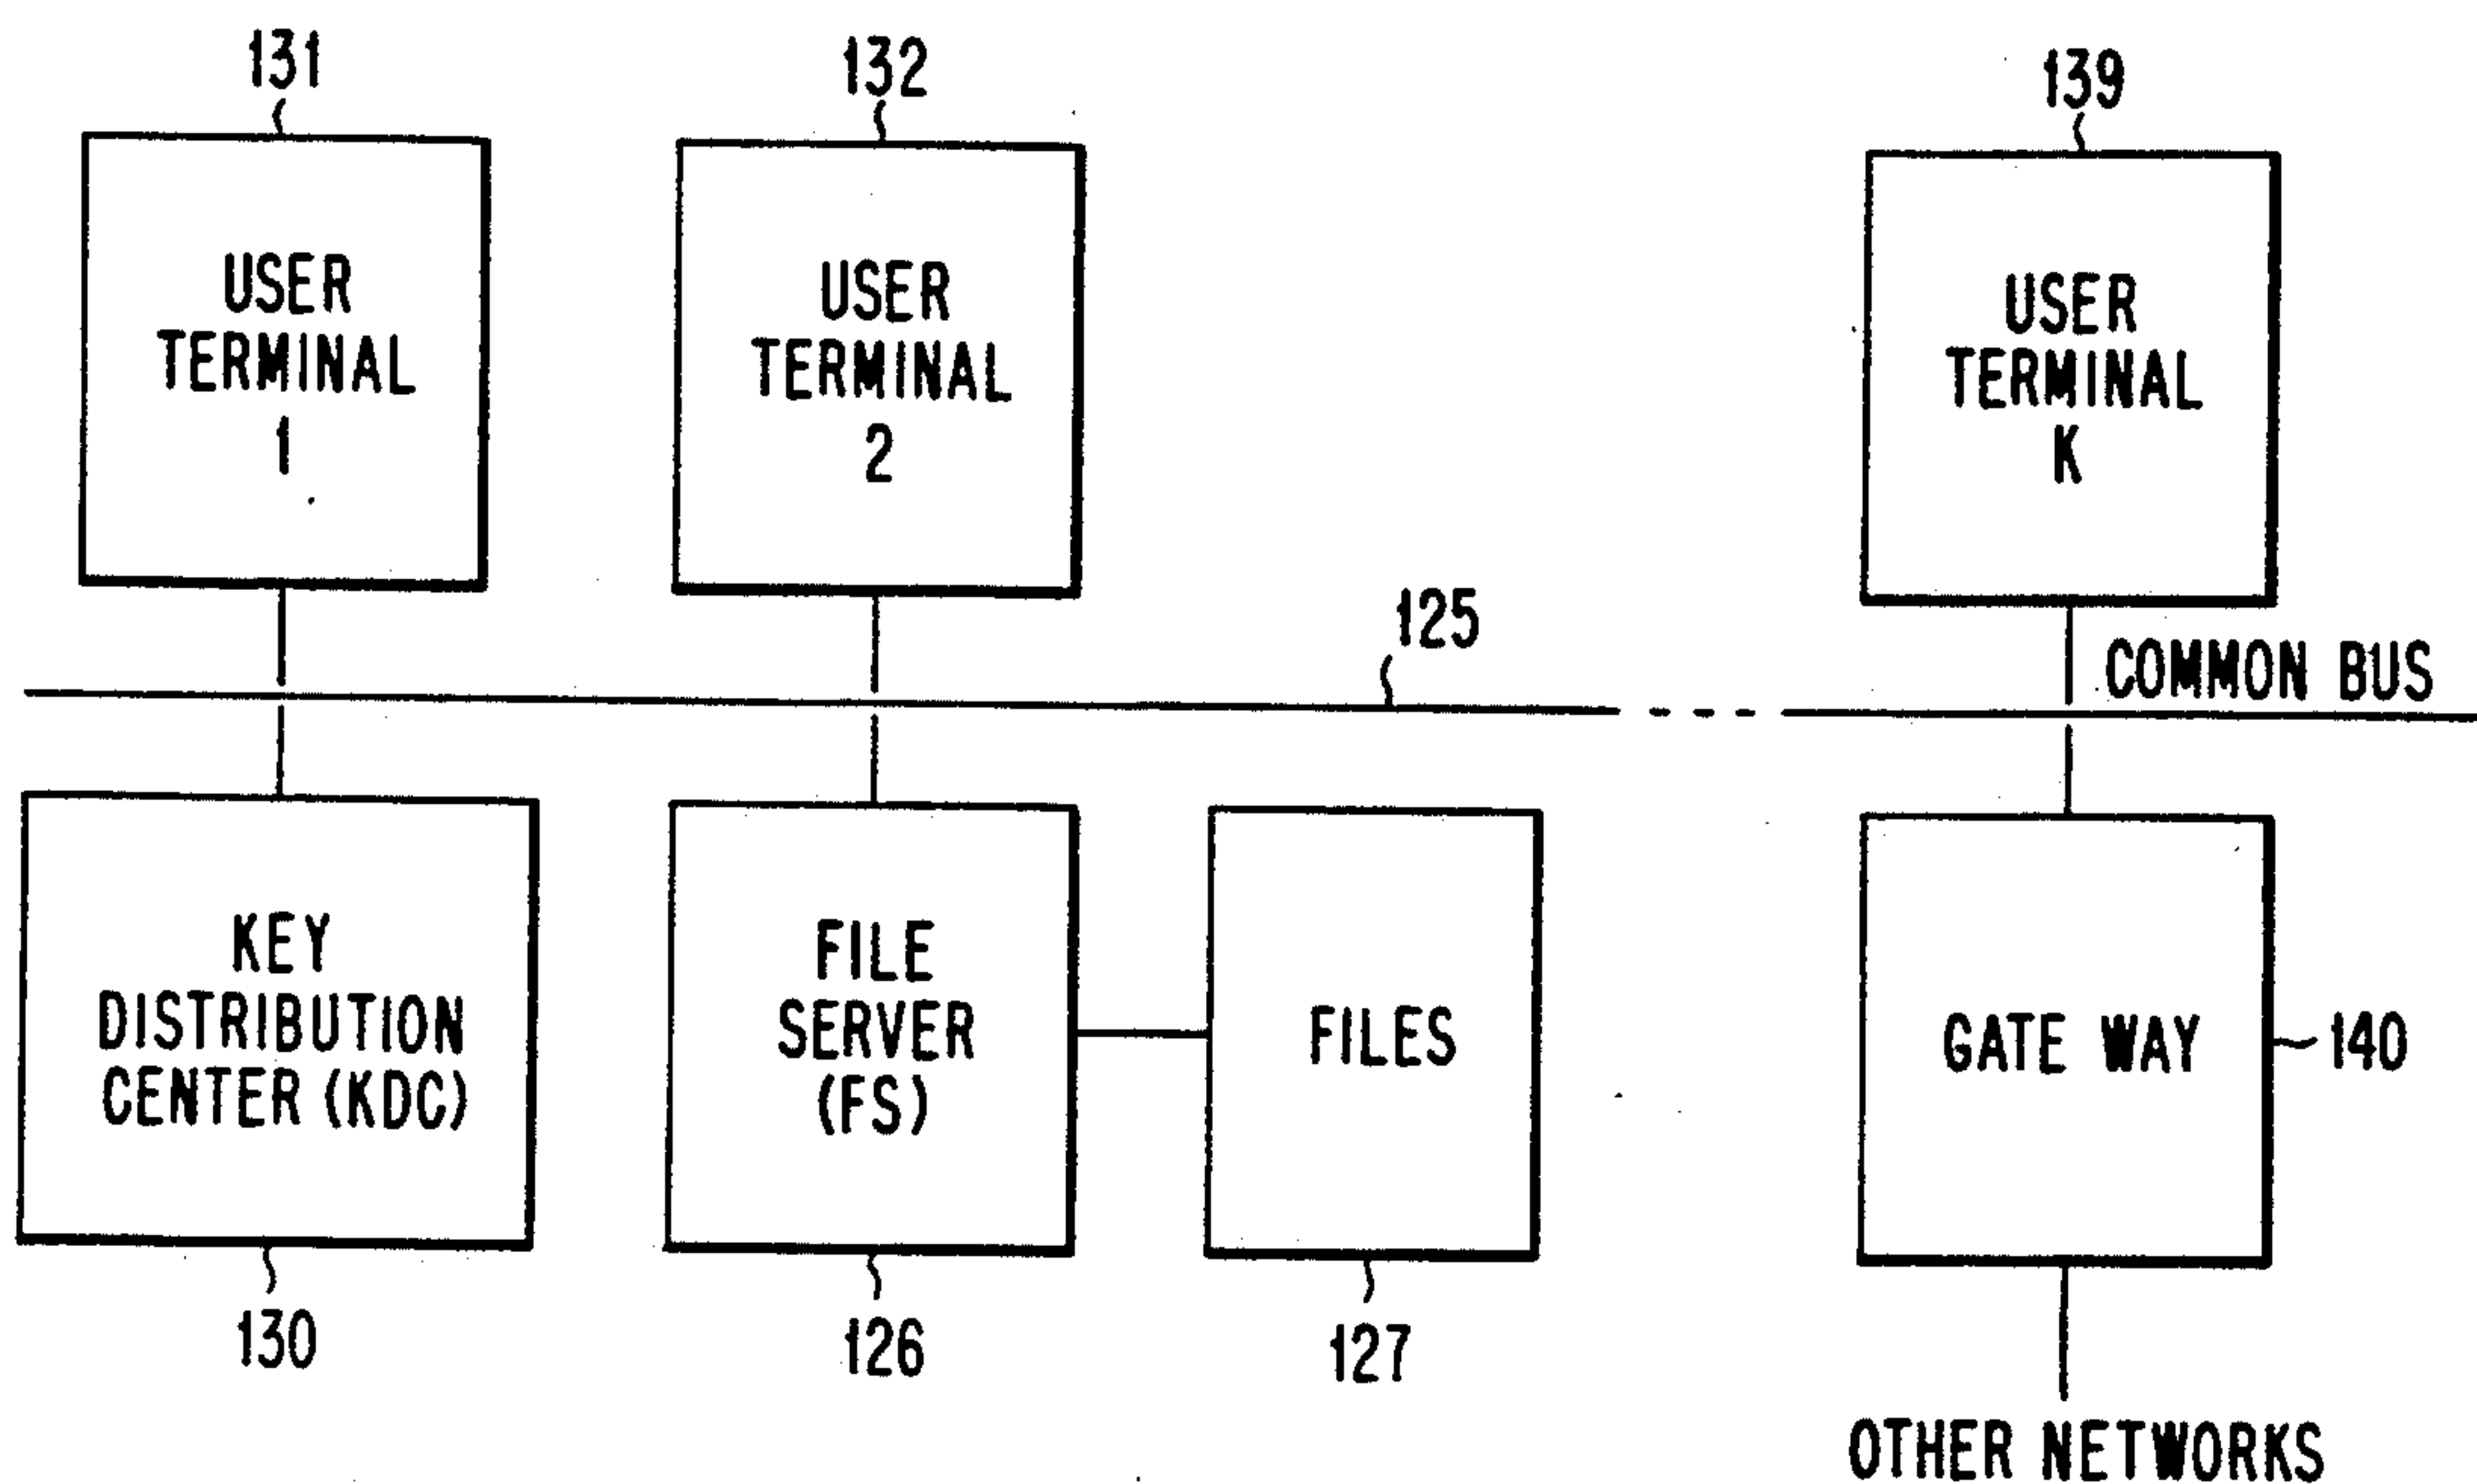 131
132
139
USER
TERMINAL
1
USER
TERMINAL
2
USER
TERMINAL
K
125
COMMON BUS
KEY
DISTRIBUTION
CENTER (KDC)
FILE
SERVER
(FS)
FILES
GATE WAY
140
130
126
127
OTHER NETWORKS